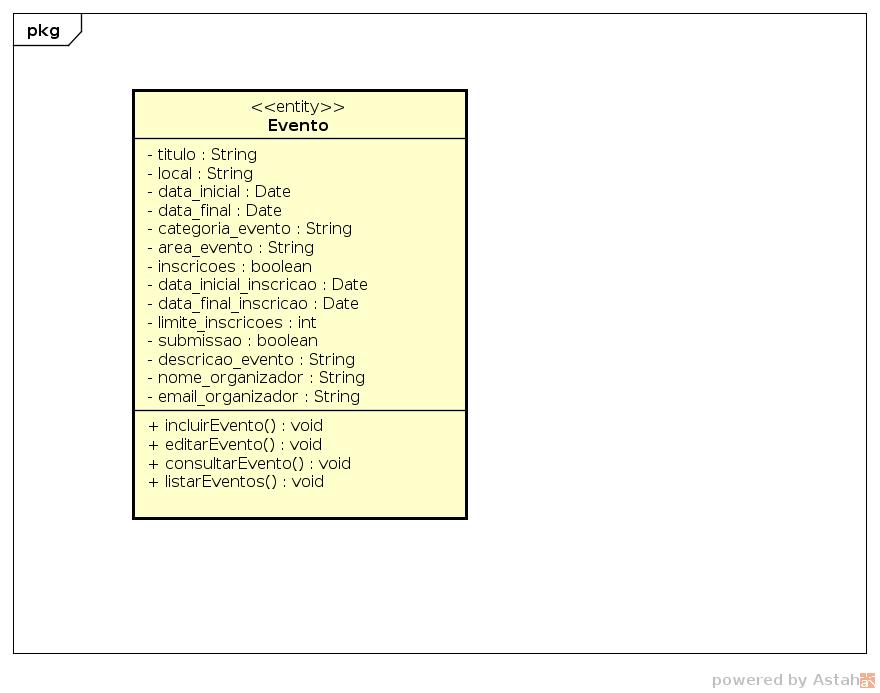 pkg
<<entity>>
Evento
- titulo : String
- local : String
- data_inicial : Date
- data_final : Date
- categoria_evento : String
- area_evento : String
- inscricoes : boolean
- data_inicial_inscricao : Date
- data_final_inscricao : Date
- limite_inscricoes : int
- submissao : boolean
- descricao_evento : String
- nome_organizador : String
- email_organizador : String
+ incluirEvento() : void
+ editarEvento() : void
+ consultarEvento() : void
+ listarEventos() : void
powered by Astah